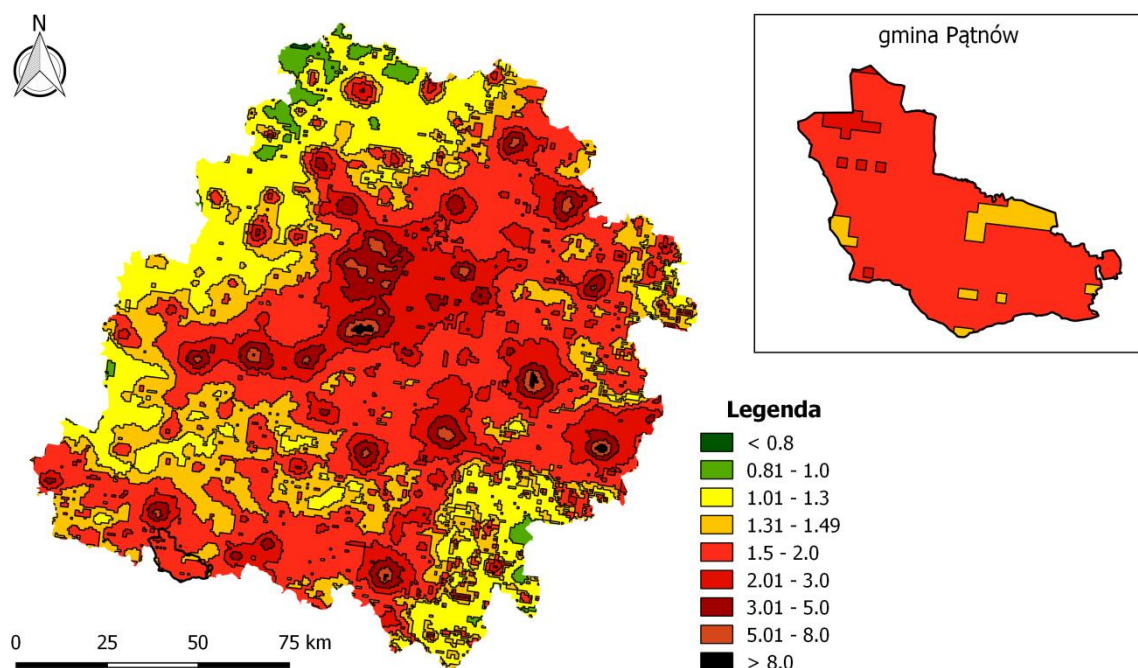 N
gmina Pątnów
Legenda
< 0.8
0.81 - 1.0
1.01 - 1.3
1.31 - 1.49
1.5 - 2.0
2.01 - 3.0
3.01 - 5.0
5.01 - 8.0
> 8.0
0 25 50 75 km